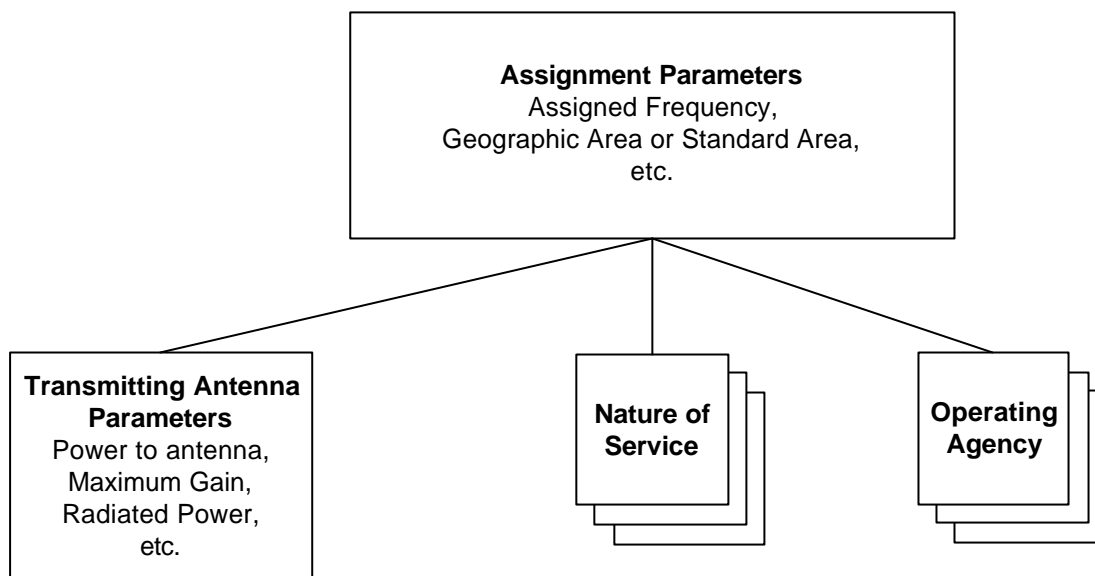 Assignment Parameters
Assigned Frequency,
Geographic Area or Standard Area,
etc.
Transmitting Antenna
Parameters
Power to antenna,
Maximum Gain,
Radiated Power,
etc.
Nature of
Service
Operating
Agency